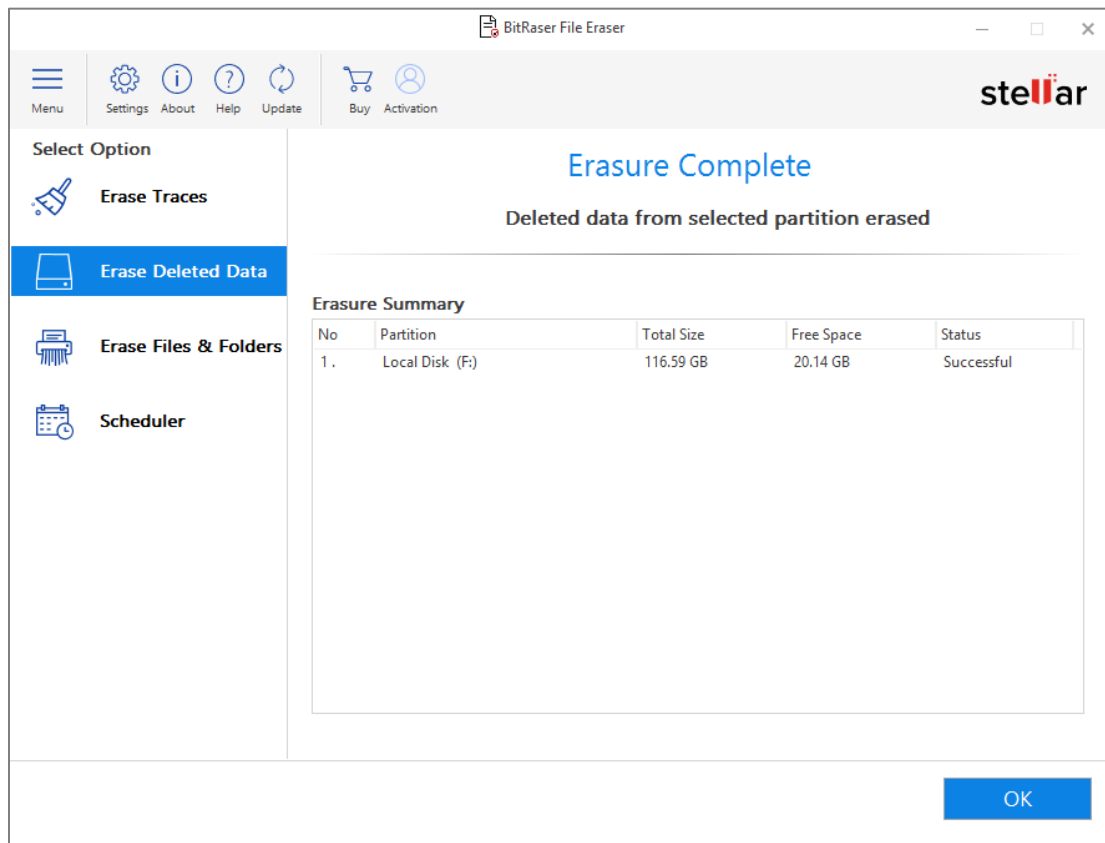 BitRaser File Eraser
Menu Settings About Help Update Buy Activation
stellar
Select Option
Erase Traces
Erase Deleted Data
Erase Files & Folders
Scheduler
Erasure Complete
Deleted data from selected partition erased
Erasure Summary
No Partition Total Size Free Space Status
1 . Local Disk (F:) 116.59 GB 20.14 GB Successful
OK